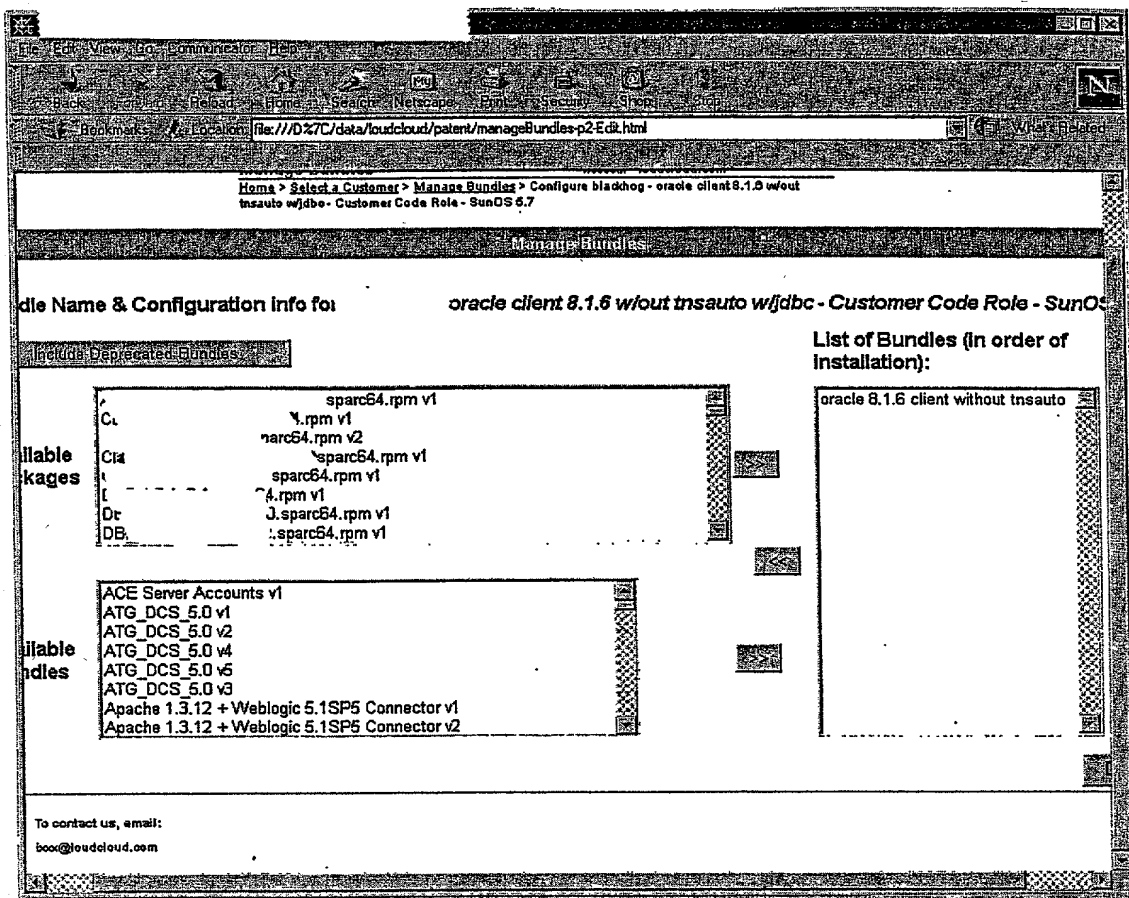 File Edit View Go Communicator Help
Back Reload Home Search Netscape Print Security Shop Stop
Bookmarks Location: file:///D%7C/data/loudcloud/patent/manageBundles-p2-Edit.html What's Related
Home > Select a Customer > Manage Bundles > Configure blackhog - oracle client 8.1.6 w/out
tnsauto w/jdbc - Customer Code Role - SunOS 5.7
Manage Bundles
dle Name & Configuration info for oracle client 8.1.6 w/out tnsauto w/jdbc - Customer Code Role - SunOS
Include Deprecated Bundles
List of Bundles (in order of
installation):
sparc64.rpm v1
.rpm v1
parc64.rpm v2
sparc64.rpm v1
sparc64.rpm v1
4.rpm v1
.sparc64.rpm v1
DB .sparc64.rpm v1
ilable
kages
>>
oracle 8.1.6 client without tnsauto
<<
ACE Server Accounts v1
ATG_DCS_5.0 v1
ATG_DCS_5.0 v2
ATG_DCS_5.0 v4
ATG_DCS_5.0 v5
ATG_DCS_5.0 v3
Apache 1.3.12 + Weblogic 5.1SP5 Connector v1
Apache 1.3.12 + Weblogic 5.1SP5 Connector v2
ilable
ndles
>>
To contact us, email:
@loudcloud.com